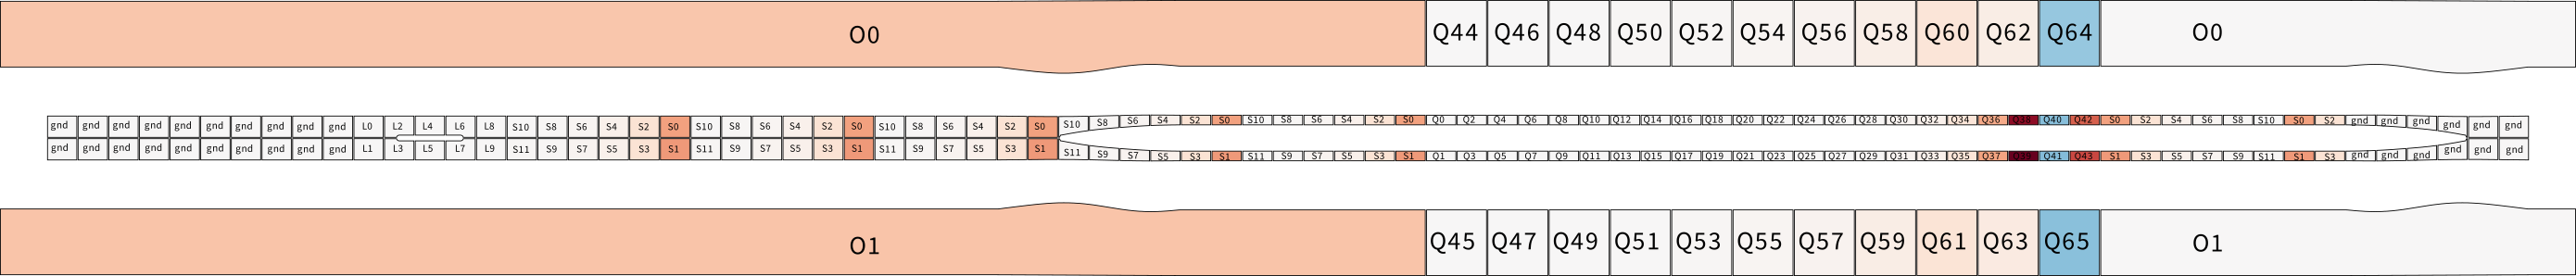 O0 Q44 Q46 Q48 Q50 Q52 Q54 Q56 Q58 Q60 Q62 Q64 O0
gnd gnd gnd gnd gnd gnd gnd gnd gnd gnd L0 L2 L4 L6 L8 S10 S8 S6 S4 S2 S0 S10 S8 S6 S4 S2 S0 S10 S8 S6 S4 S2 S0 S10 S8 S6 S4 S2 S0 S10 S8 S6 S4 S2 S0 Q0 Q2 Q4 Q6 Q8 Q10 Q12 Q14 Q16 Q18 Q20 Q22 Q24 Q26 Q28 Q30 Q32 Q34 Q36 Q38 Q40 Q42 S0 S2 S4 S6 S8 S10 S0 S2 gnd gnd gnd gnd gnd gnd
gnd gnd gnd gnd gnd gnd gnd gnd gnd gnd L1 L3 L5 L7 L9 S11 S9 S7 S5 S3 S1 S11 S9 S7 S5 S3 S1 S11 S9 S7 S5 S3 S1 S11 S9 S7 S5 S3 S1 S11 S9 S7 S5 S3 S1 Q1 Q3 Q5 Q7 Q9 Q11 Q13 Q15 Q17 Q19 Q21 Q23 Q25 Q27 Q29 Q31 Q33 Q35 Q37 Q39 Q41 Q43 S1 S3 S5 S7 S9 S11 S1 S3 gnd gnd gnd gnd gnd gnd
O1 Q45 Q47 Q49 Q51 Q53 Q55 Q57 Q59 Q61 Q63 Q65 O1